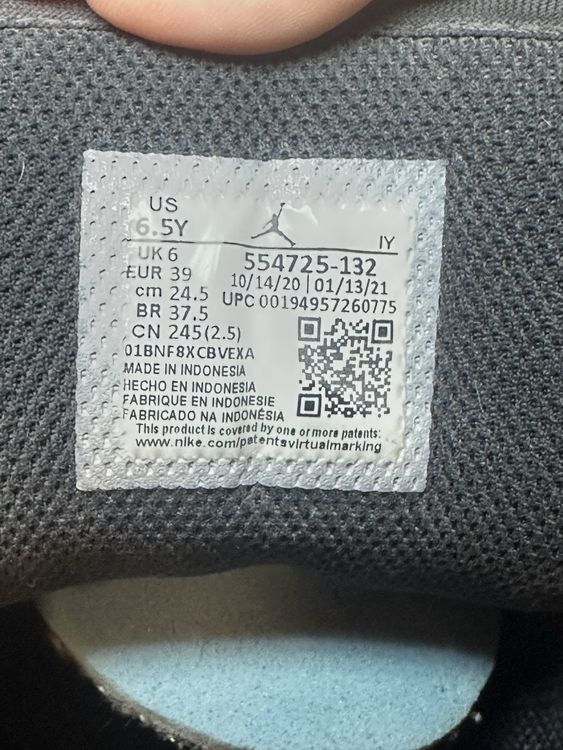 US
6.5Y
IY
UK 6
554725-132
EUR 39
10/14/20 | 01/13/21
cm 24.5
UPC 00194957260775
BR 37.5
CN 245(2.5)
01BNF8XCBVEXA
MADE IN INDONESIA
HECHO EN INDONESIA
FABRIQUE EN INDONESIE
FABRICADO NA INDONÉSIA
This product is covered by one or more patents:
www.nike.com/patentsvirtualmarking